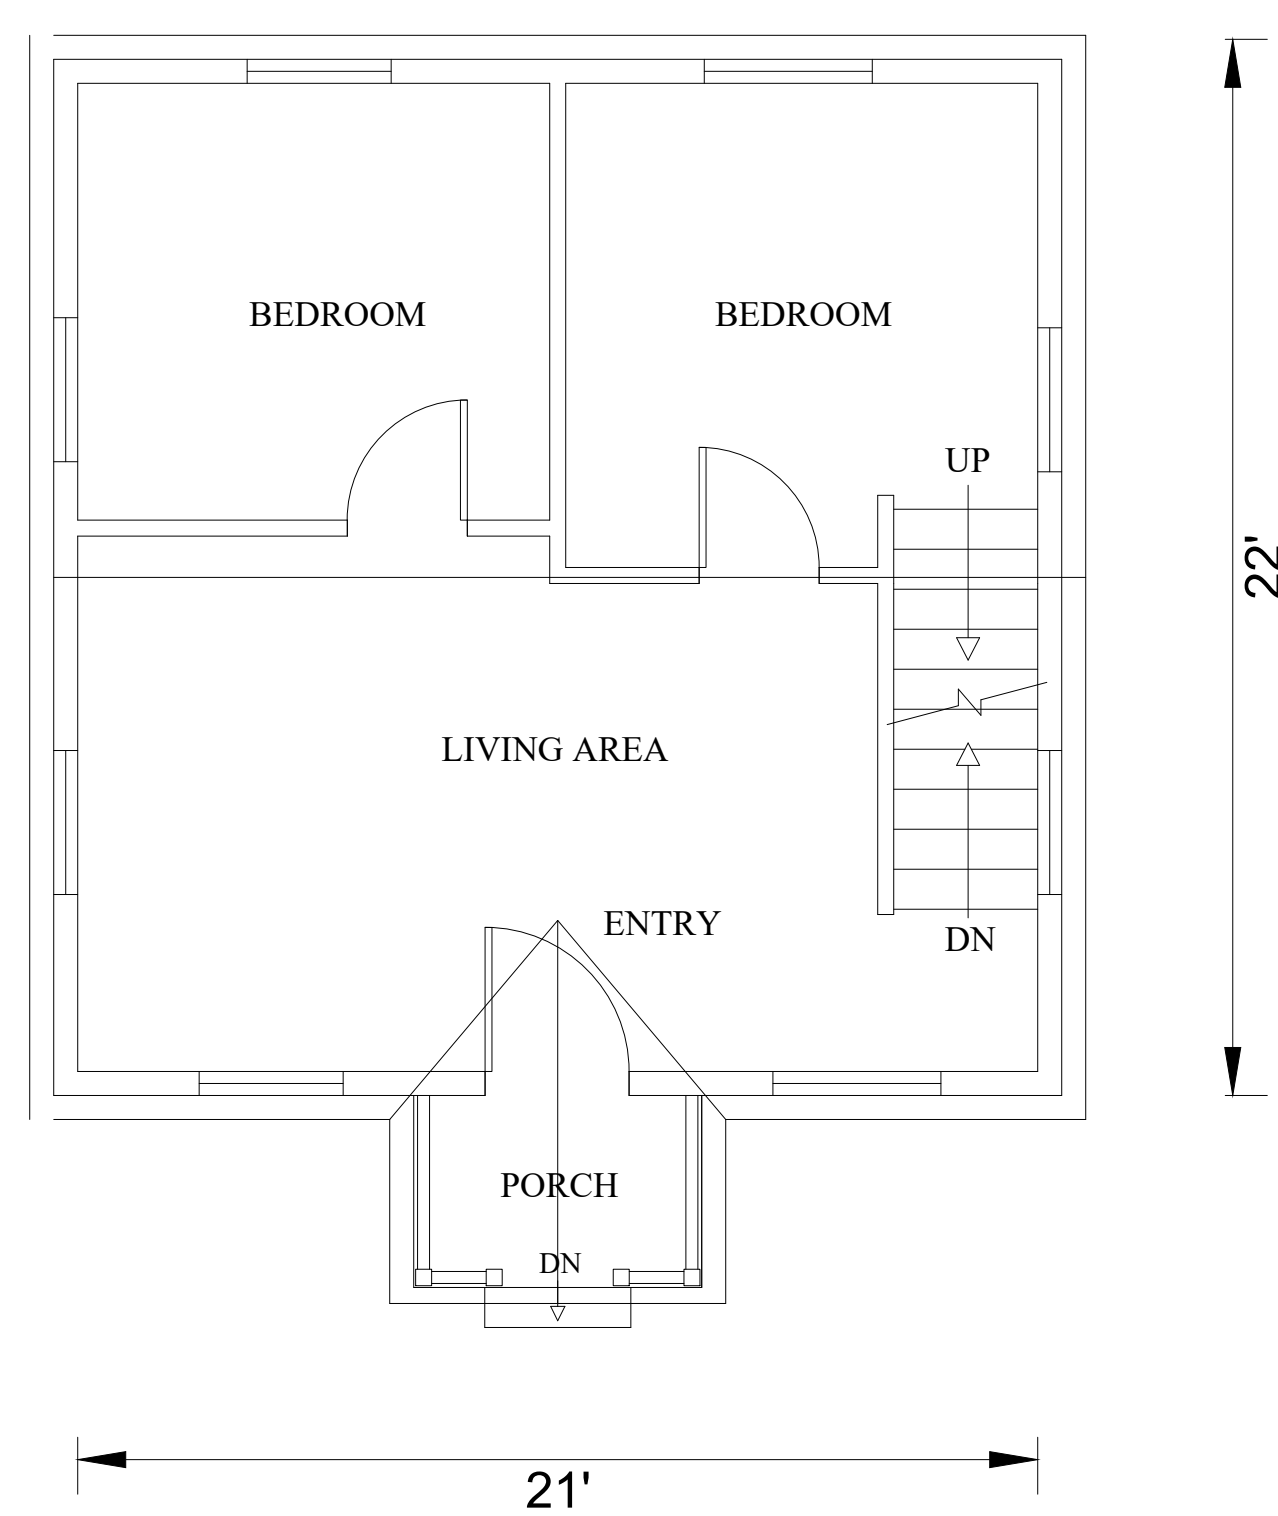 BEDROOM
BEDROOM
UP
22'
LIVING AREA
ENTRY
DN
PORCH
DN
21'